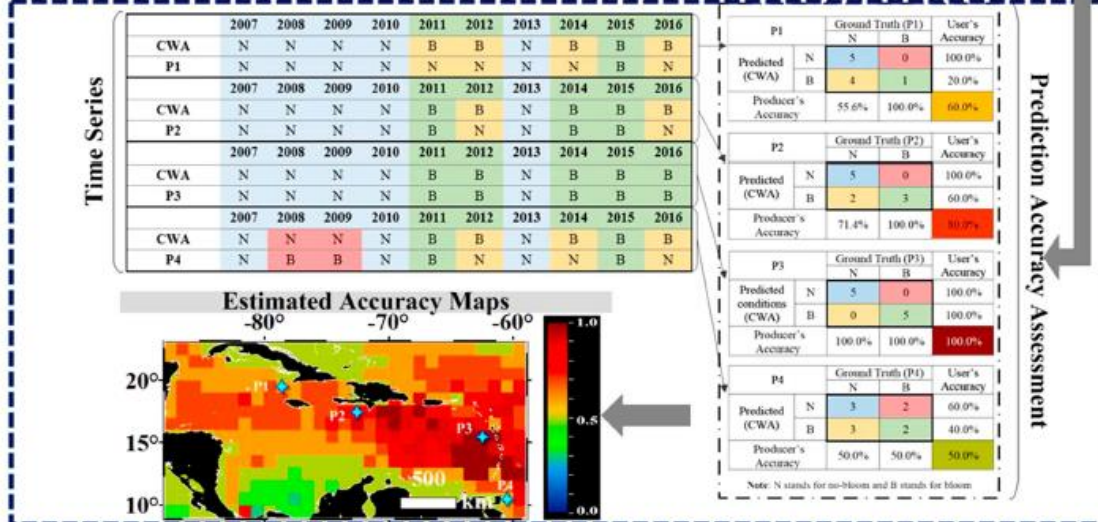 Time Series
2007 2008 2009 2010 2011 2012 2013 2014 2015 2016
CWA N N N N B B N B B B
P1 N N N N N N N N B N
2007 2008 2009 2010 2011 2012 2013 2014 2015 2016
CWA N N N N B B N B B B
P2 N N N N B N N B B N
2007 2008 2009 2010 2011 2012 2013 2014 2015 2016
CWA N N N N B B N B B B
P3 N N N N B B N B B B
2007 2008 2009 2010 2011 2012 2013 2014 2015 2016
CWA N N N N B B N B B B
P4 N B B N B N N N B N
Estimated Accuracy Maps
-80° -70° -60°
20°
15°
10°
P1
P2
P3
P4
500
km
1.0
0.5
0.0
P1 Ground Truth (P1) User's
N B Accuracy
Predicted N 5 0 100.0%
(CWA) B 4 1 20.0%
Producer's 55.6% 100.0% 60.0%
Accuracy
P2 Ground Truth (P2) User's
N B Accuracy
Predicted N 5 0 100.0%
(CWA) B 2 3 60.0%
Producer's 71.4% 100.0% 80.0%
Accuracy
P3 Ground Truth (P3) User's
N B Accuracy
Predicted N 5 0 100.0%
conditions
(CWA) B 0 5 100.0%
Producer's 100.0% 100.0% 100.0%
Accuracy
P4 Ground Truth (P4) User's
N B Accuracy
Predicted N 3 2 60.0%
(CWA) B 3 2 40.0%
Producer's 50.0% 50.0% 50.0%
Accuracy
Note: N stands for no-bloom and B stands for bloom
Prediction Accuracy Assessment